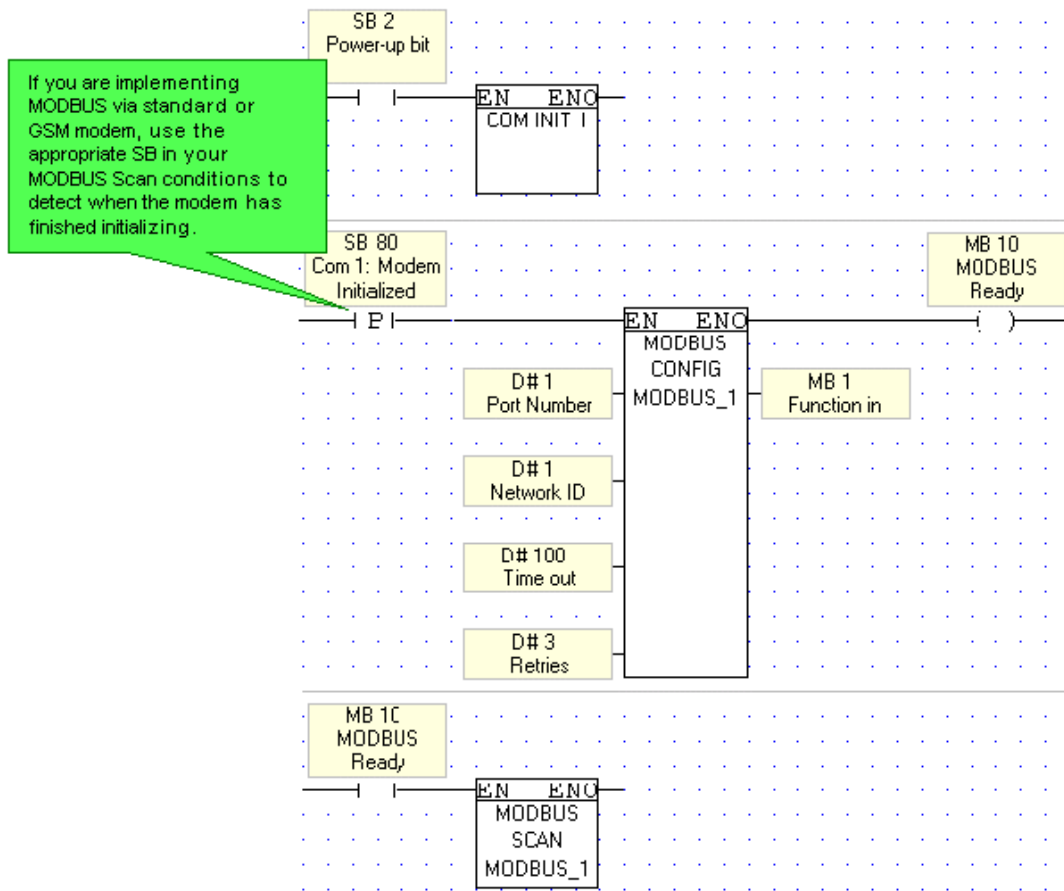 SB 2
Power-up bit
EN ENO
COM INIT 1
If you are implementing
MODBUS via standard or
GSM modem, use the
appropriate SB in your
MODBUS Scan conditions to
detect when the modem has
finished initializing.
SB 80
Com 1: Modem
Initialized
P
EN ENO
MODBUS
CONFIG
MODBUS_1
MB 10
MODBUS
Ready
D# 1
Port Number
MB 1
Function in
D# 1
Network ID
D# 100
Time out
D# 3
Retries
MB 10
MODBUS
Ready
EN ENO
MODBUS
SCAN
MODBUS_1